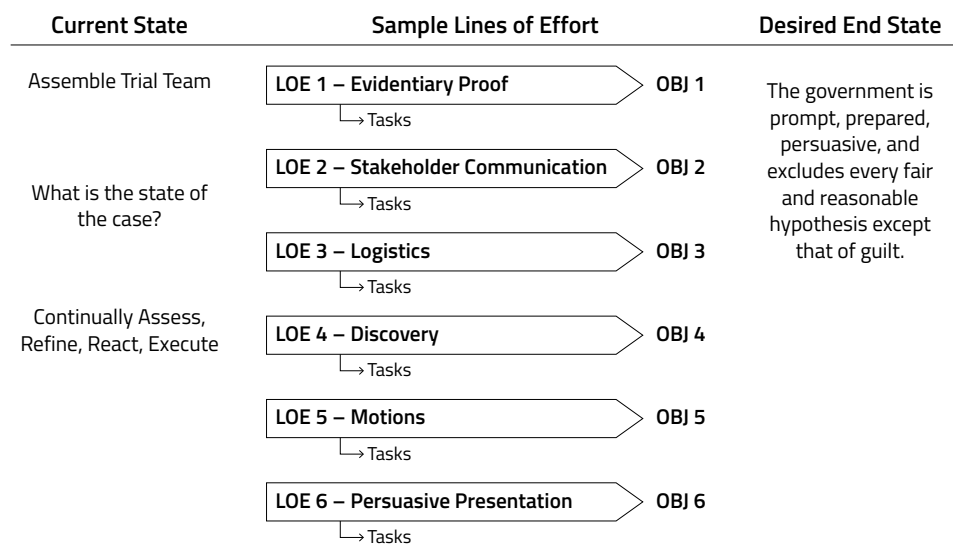 Current State
Sample Lines of Effort
Desired End State
Assemble Trial Team
What is the state of
the case?
Continually Assess,
Refine, React, Execute
LOE 1 – Evidentiary Proof
OBJ 1
Tasks
LOE 2 – Stakeholder Communication
OBJ 2
Tasks
LOE 3 – Logistics
OBJ 3
Tasks
LOE 4 – Discovery
OBJ 4
Tasks
LOE 5 – Motions
OBJ 5
Tasks
LOE 6 – Persuasive Presentation
OBJ 6
Tasks
The government is
prompt, prepared,
persuasive, and
excludes every fair
and reasonable
hypothesis except
that of guilt.